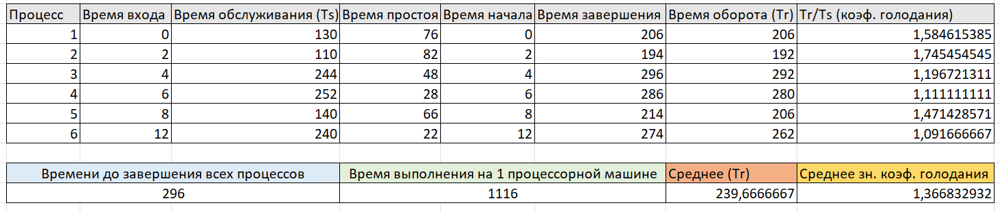 Процесс Время входа Время обслуживания (Ts) Время простоя Время начала Время завершения Время оборота (Tr) Tr/Ts (коэф. голодания)
1 0 130 76 0 206 206 1,584615385
2 2 110 82 2 194 192 1,745454545
3 4 244 48 4 296 292 1,196721311
4 6 252 28 6 286 280 1,111111111
5 8 140 66 8 214 206 1,471428571
6 12 240 22 12 274 262 1,091666667
Времени до завершения всех процессов Время выполнения на 1 процессорной машине Среднее (Tr) Среднее зн. коэф. голодания
296 1116 239,6666667 1,366832932